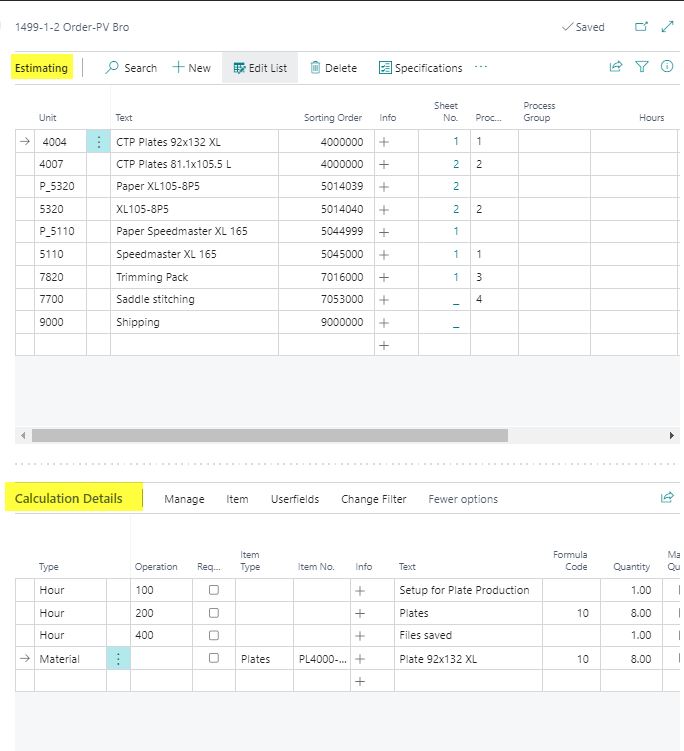 1499-1-2 Order-PV Bro Saved
Estimating Search New Edit List Delete Specifications ...
Unit Text Sorting Order Info Sheet No. Proc... Process Group Hours
4004 CTP Plates 92x132 XL 4000000 + 1 1
4007 CTP Plates 81.1x105.5 L 4000000 + 2 2
P_5320 Paper XL105-8P5 5014039 + 2
5320 XL105-8P5 5014040 + 2 2
P_5110 Paper Speedmaster XL 165 5044999 + 1
5110 Speedmaster XL 165 5045000 + 1 1
7820 Trimming Pack 7016000 + 1 3
7700 Saddle stitching 7053000 + _ 4
9000 Shipping 9000000 + _
+
Calculation Details Manage Item Userfields Change Filter Fewer options
Type Operation Req... Item Type Item No. Info Text Formula Code Quantity Ma Qu
Hour 100 + Setup for Plate Production 1.00
Hour 200 + Plates 10 8.00
Hour 400 + Files saved 1.00
Material Plates PL4000-... + Plate 92x132 XL 10 8.00
+